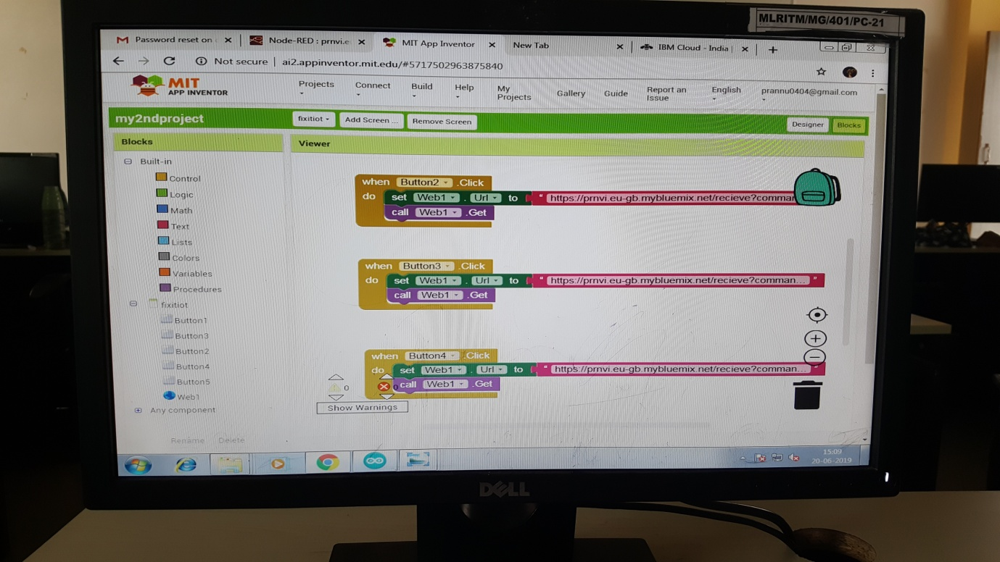 MLRITM/MG/401/PC-21
Password reset on
Node-RED : prnvi.e
MIT App Inventor
New Tab
IBM Cloud - India
Not secure | ai2.appinventor.mit.edu/#5717502963875840
MIT
APP INVENTOR
Projects Connect Build Help My Projects Gallery Guide Report an Issue English prannu0404@gmail.com
my2ndproject
fixitiot Add Screen ... Remove Screen Designer Blocks
Blocks
Viewer
Built-in
Control
Logic
Math
Text
Lists
Colors
Variables
Procedures
fixitiot
Button1
Button3
Button2
Button4
Button5
Web1
Any component
Rename Delete
when Button2 .Click
do set Web1 . Url to " https://prnvi.eu-gb.mybluemix.net/recieve?comman
call Web1 .Get
when Button3 .Click
do set Web1 . Url to " https://prnvi.eu-gb.mybluemix.net/recieve?comman... "
call Web1 .Get
when Button4 .Click
do set Web1 . Url to " https://prnvi.eu-gb.mybluemix.net/recieve?comman... "
call Web1 .Get
0 0
Show Warnings
15:09
20-06-2019
DELL